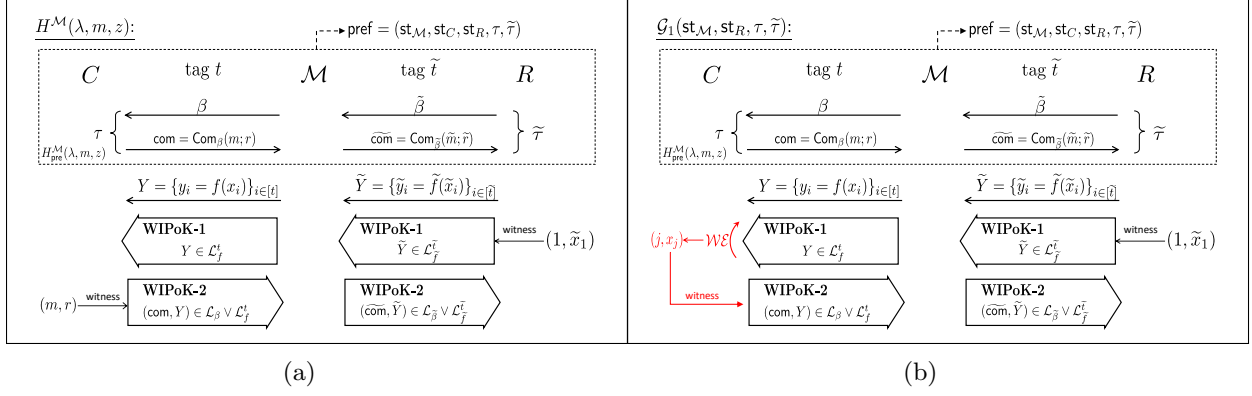 H^M(λ, m, z):
pref = (st_M, st_C, st_R, τ, τ̃)
C tag t M tag t̃ R
β β̃
τ com = Com_β(m; r) c̃om = Com_β̃(m̃; r̃) τ̃
H^M_pre(λ, m, z)
Y = {y_i = f(x_i)}_{i∈[t]} Ỹ = {ỹ_i = f̃(x̃_i)}_{i∈[t̃]}
WIPoK-1 WIPoK-1
Y ∈ L^t_f Ỹ ∈ L^t̃_f̃ witness (1, x̃_1)
WIPoK-2 WIPoK-2
(m, r) witness (com, Y) ∈ L_β ∨ L^t_f (c̃om, Ỹ) ∈ L_β̃ ∨ L^t̃_f̃
(a)
G_1(st_M, st_R, τ, τ̃):
pref = (st_M, st_C, st_R, τ, τ̃)
C tag t M tag t̃ R
β β̃
τ com = Com_β(m; r) c̃om = Com_β̃(m̃; r̃) τ̃
H^M_pre(λ, m, z)
Y = {y_i = f(x_i)}_{i∈[t]} Ỹ = {ỹ_i = f̃(x̃_i)}_{i∈[t̃]}
WIPoK-1 WIPoK-1
(j, x_j) WE Y ∈ L^t_f Ỹ ∈ L^t̃_f̃ witness (1, x̃_1)
WIPoK-2 WIPoK-2
witness (com, Y) ∈ L_β ∨ L^t_f (c̃om, Ỹ) ∈ L_β̃ ∨ L^t̃_f̃
(b)